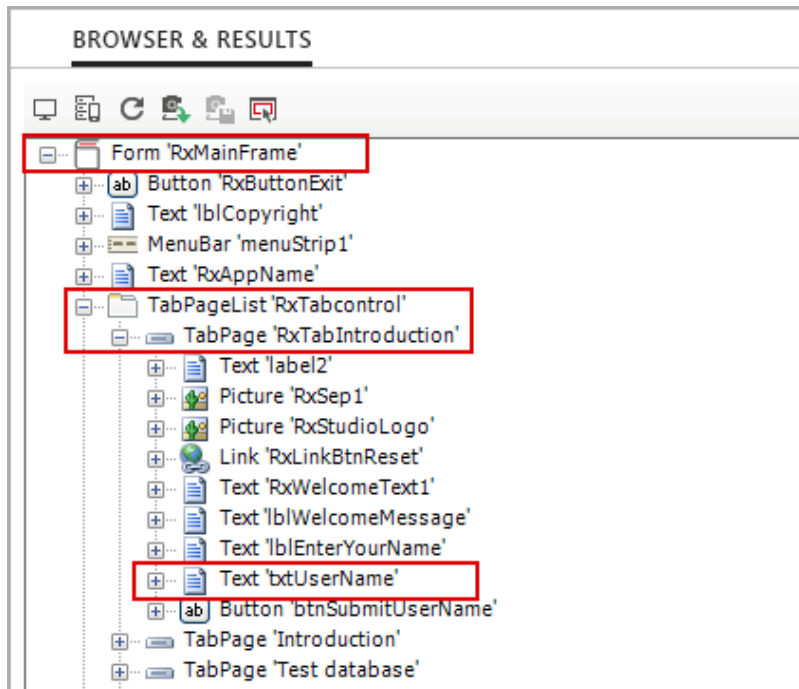 BROWSER & RESULTS
Form 'RxMainFrame'
ab Button 'RxButtonExit'
Text 'lblCopyright'
MenuBar 'menuStrip1'
Text 'RxAppName'
TabPageList 'RxTabcontrol'
TabPage 'RxTabIntroduction'
Text 'label2'
Picture 'RxSep1'
Picture 'RxStudioLogo'
Link 'RxLinkBtnReset'
Text 'RxWelcomeText1'
Text 'lblWelcomeMessage'
Text 'lblEnterYourName'
Text 'txtUserName'
ab Button 'btnSubmitUserName'
TabPage 'Introduction'
TabPage 'Test database'